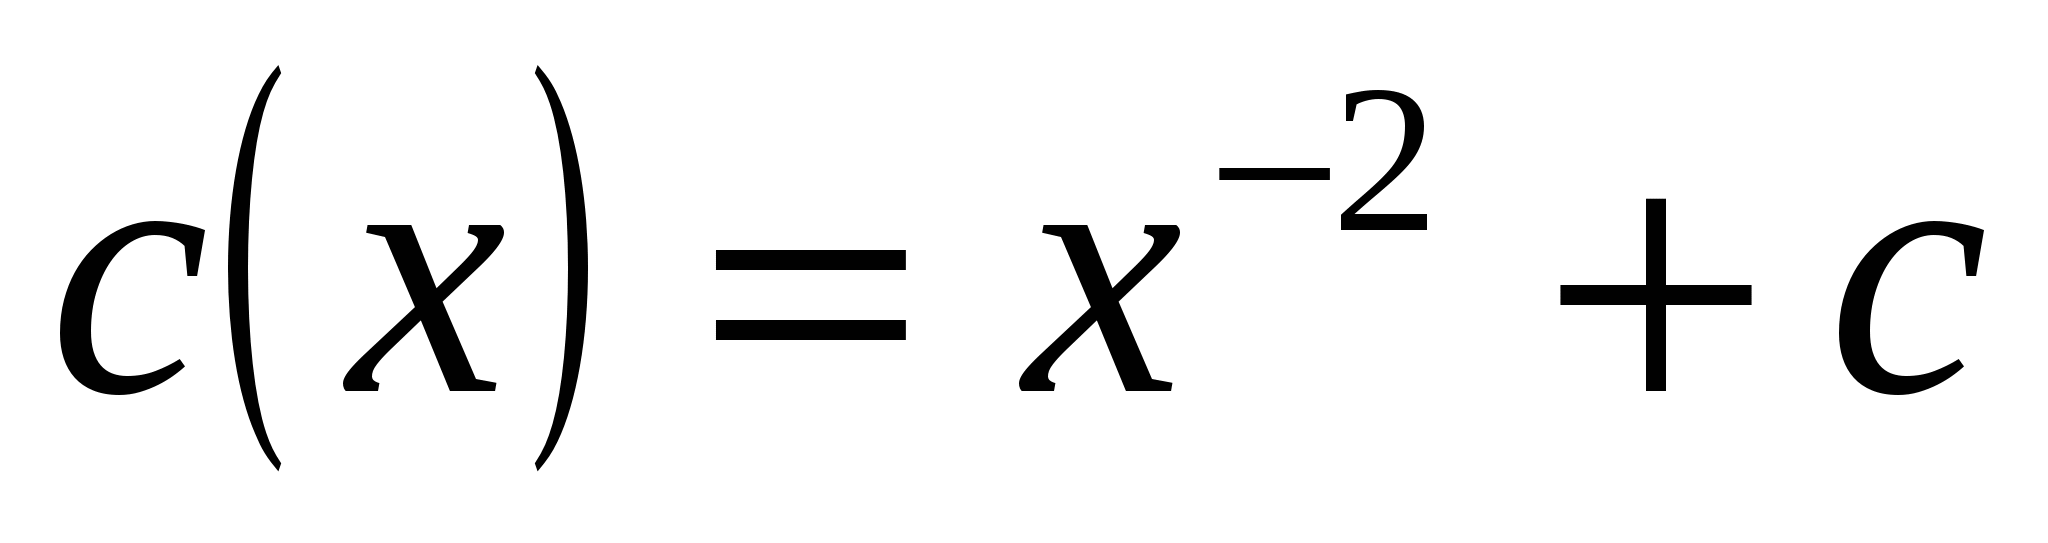 c(x) = x⁻² + c